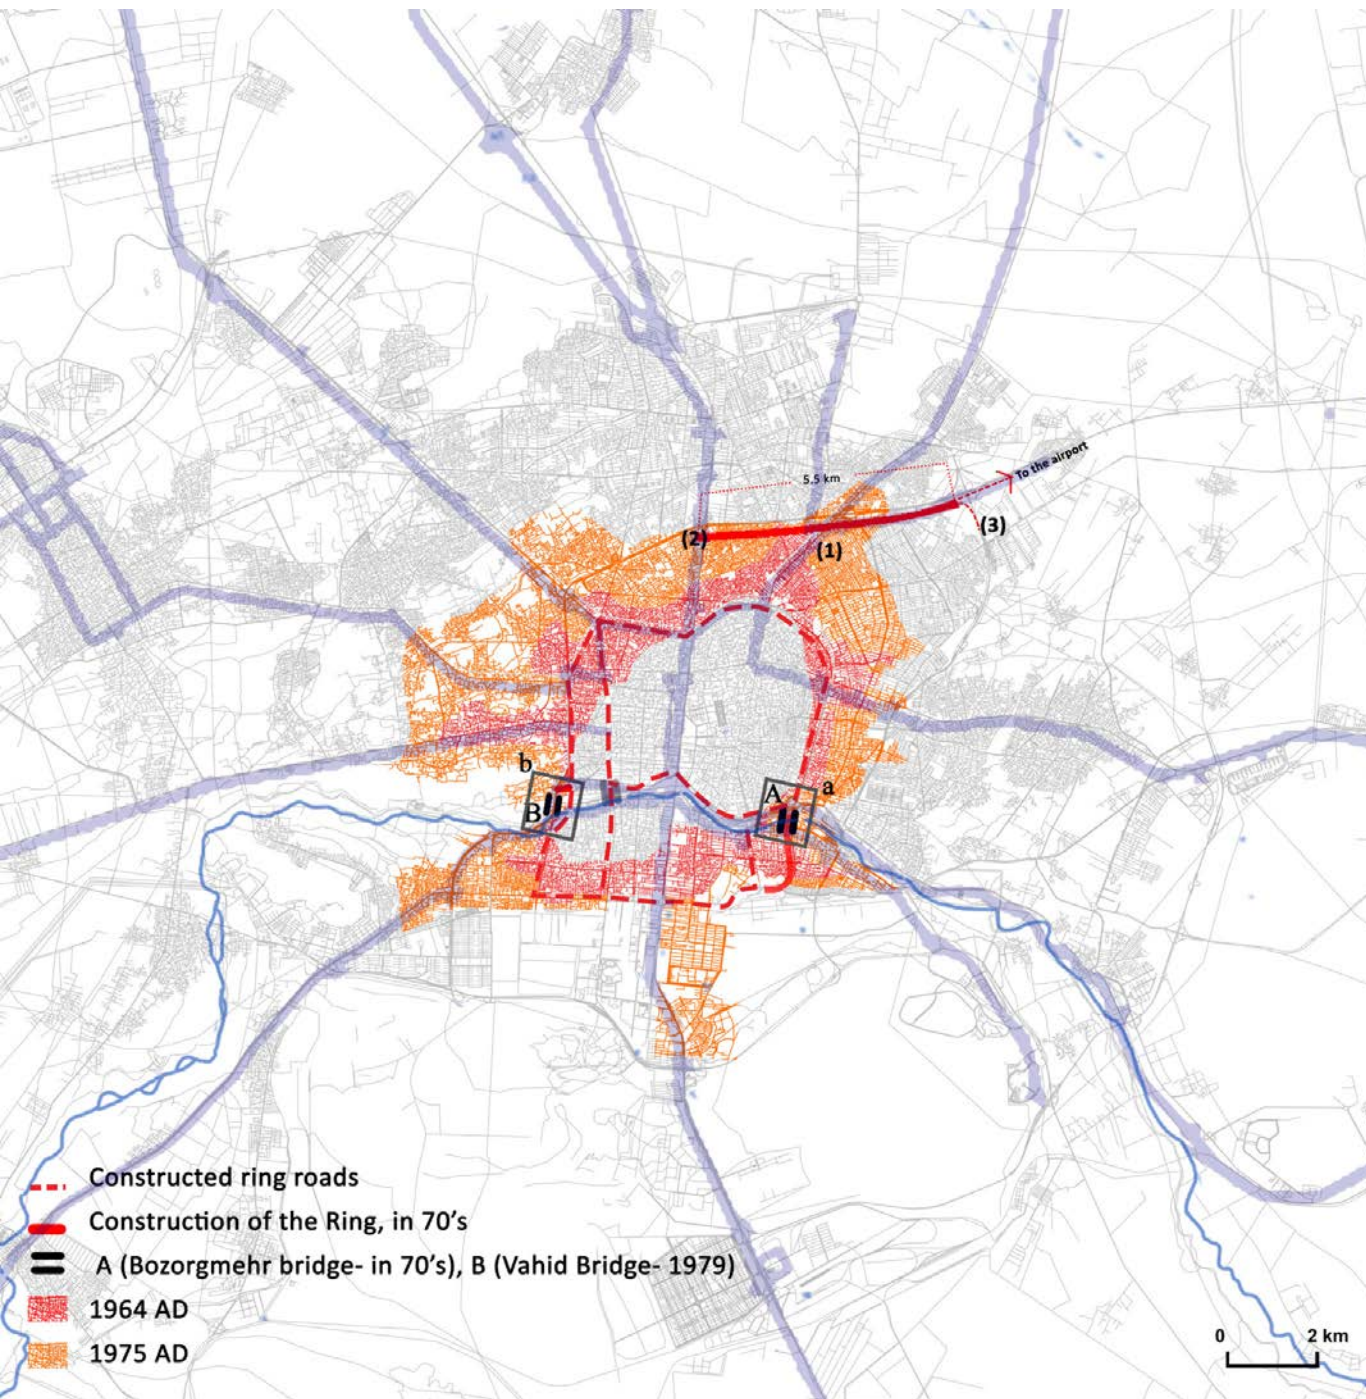 To the airport
5.5 km
(3)
(2)
(1)
b
a
A
B
Constructed ring roads
Construction of the Ring, in 70's
A (Bozorgmehr bridge- in 70's), B (Vahid Bridge- 1979)
1964 AD
1975 AD
0 2 km